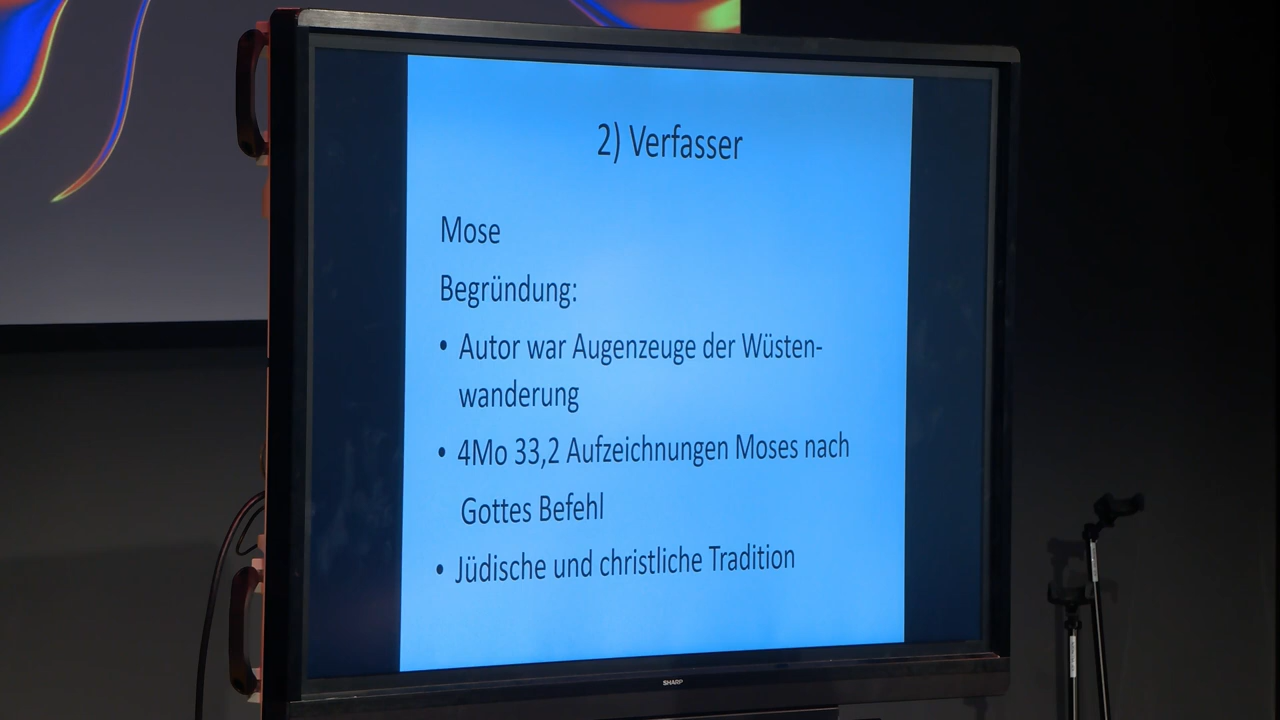 2) Verfasser
Mose
Begründung:
• Autor war Augenzeuge der Wüsten-
wanderung
• 4Mo 33,2 Aufzeichnungen Moses nach
Gottes Befehl
• Jüdische und christliche Tradition
SHARP